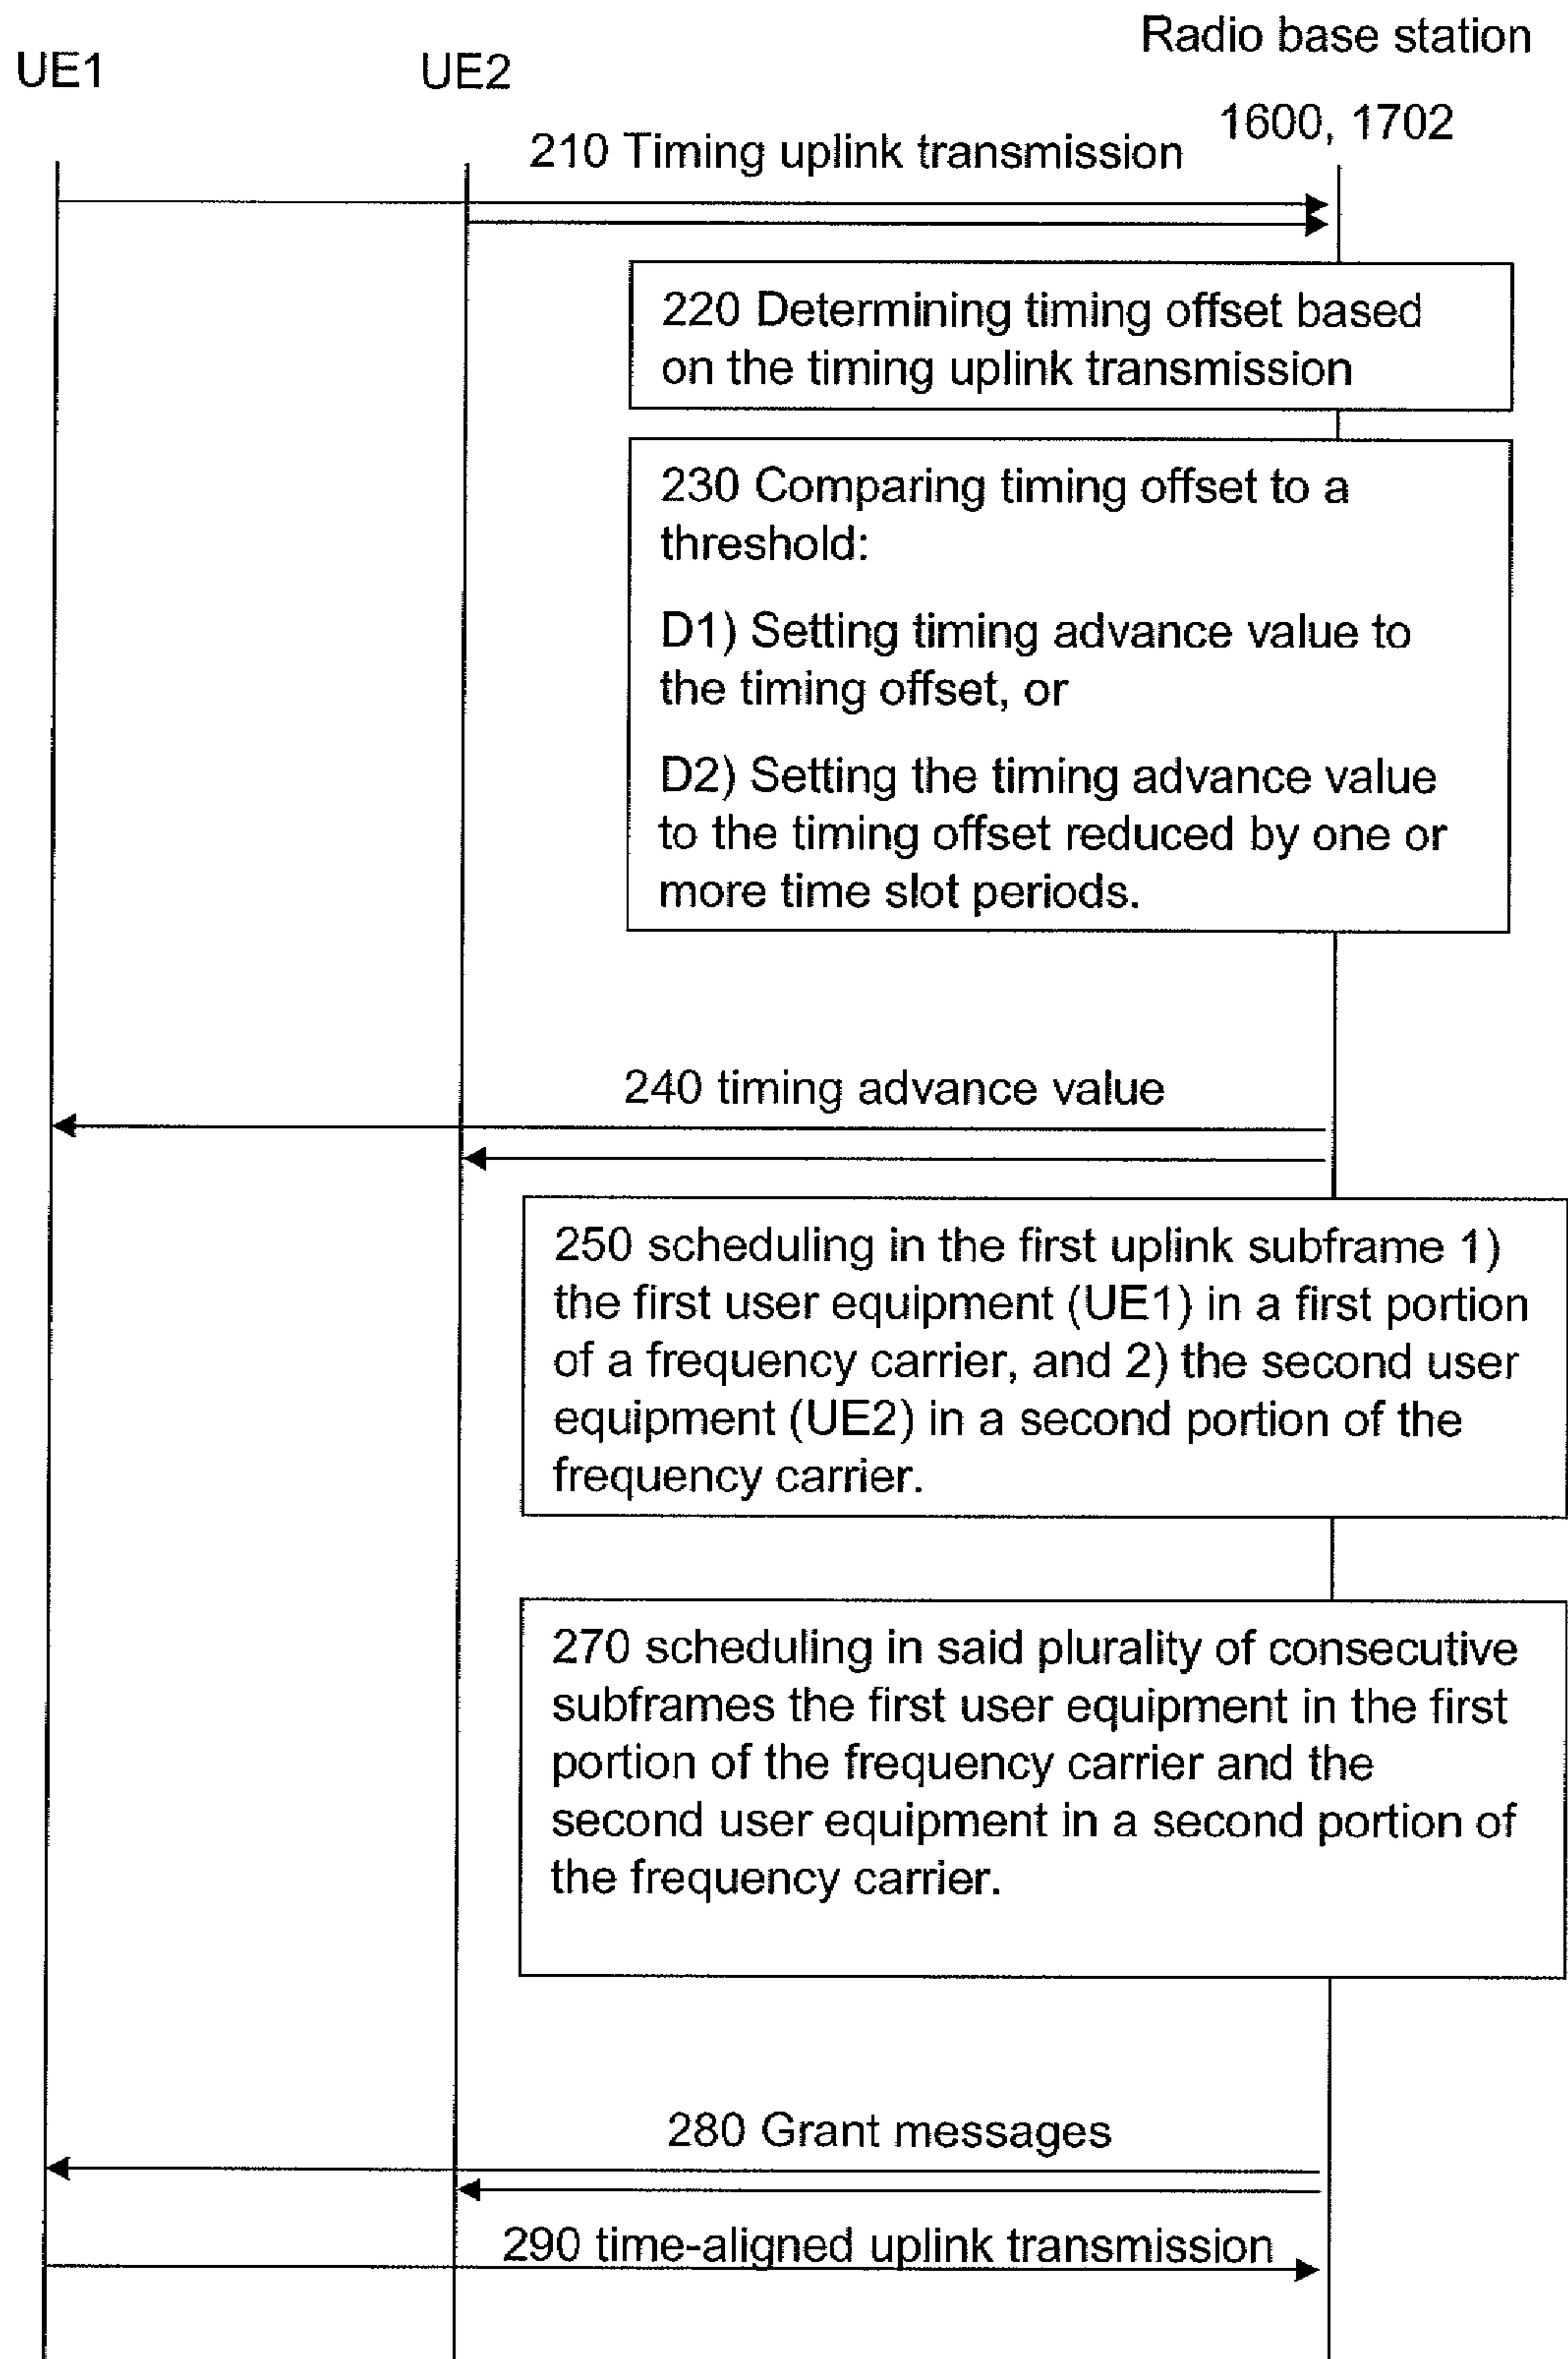 Radio base station
UE1
UE2
1600, 1702
210 Timing uplink transmission
220 Determining timing offset based
on the timing uplink transmission
230 Comparing timing offset to a
threshold:
D1) Setting timing advance value to
the timing offset, or
D2) Setting the timing advance value
to the timing offset reduced by one or
more time slot periods.
240 timing advance value
250 scheduling in the first uplink subframe 1)
the first user equipment (UE1) in a first portion
of a frequency carrier, and 2) the second user
equipment (UE2) in a second portion of the
frequency carrier.
270 scheduling in said plurality of consecutive
subframes the first user equipment in the first
portion of the frequency carrier and the
second user equipment in a second portion of
the frequency carrier.
280 Grant messages
290 time-aligned uplink transmission